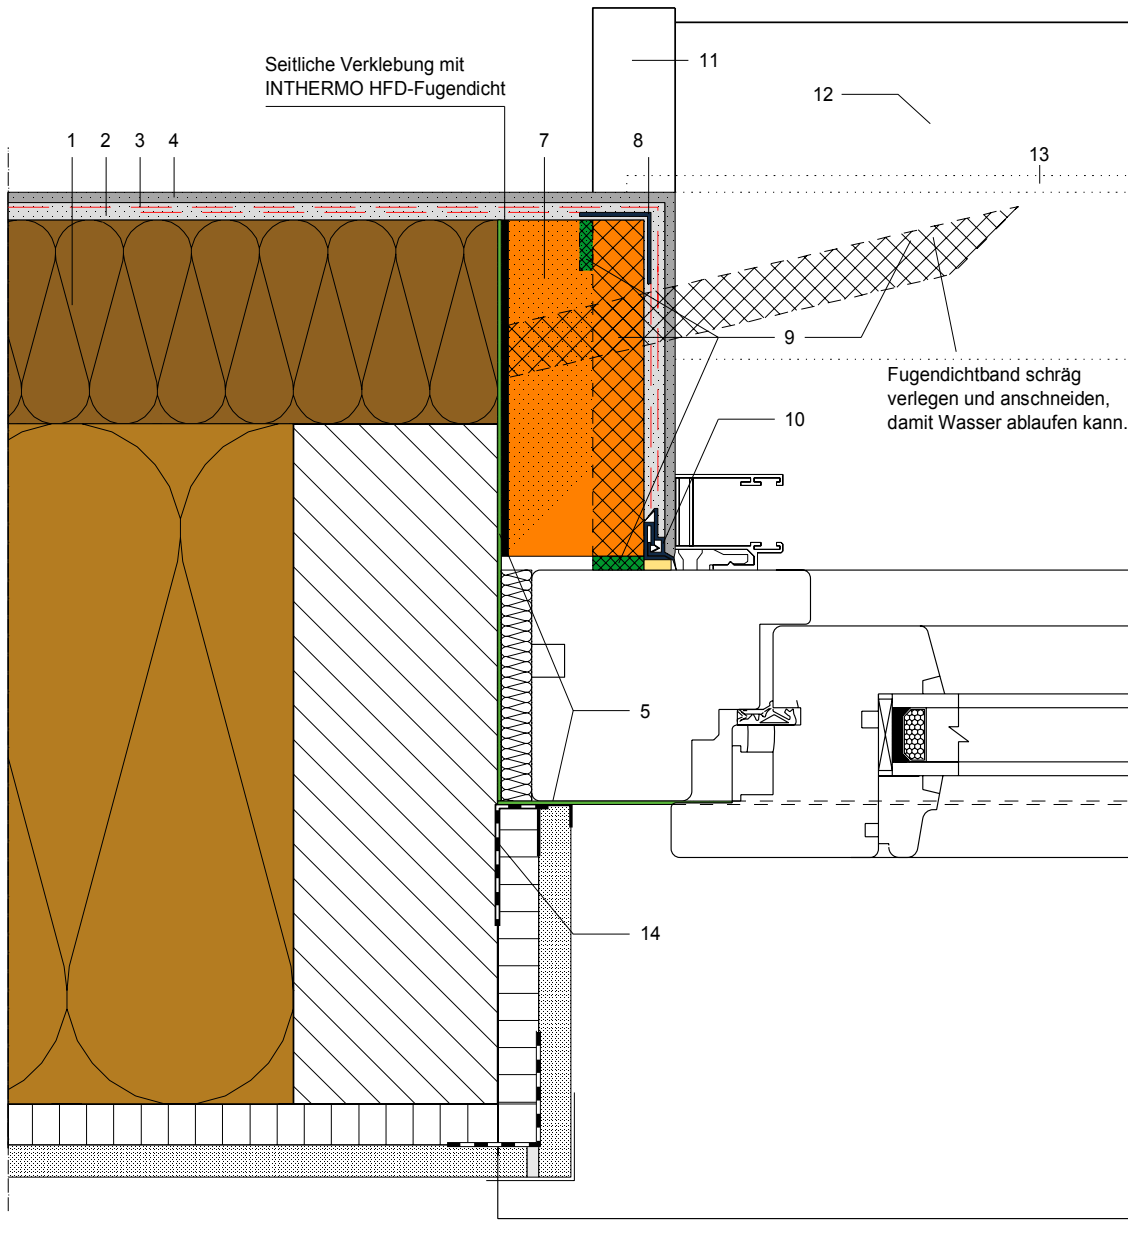 Seitliche Verklebung mit
INTHERMO HFD-Fugendicht
11
12
1 2 3 4 7 8
13
9
Fugendichtband schräg
verlegen und anschneiden,
damit Wasser ablaufen kann.
10
5
14